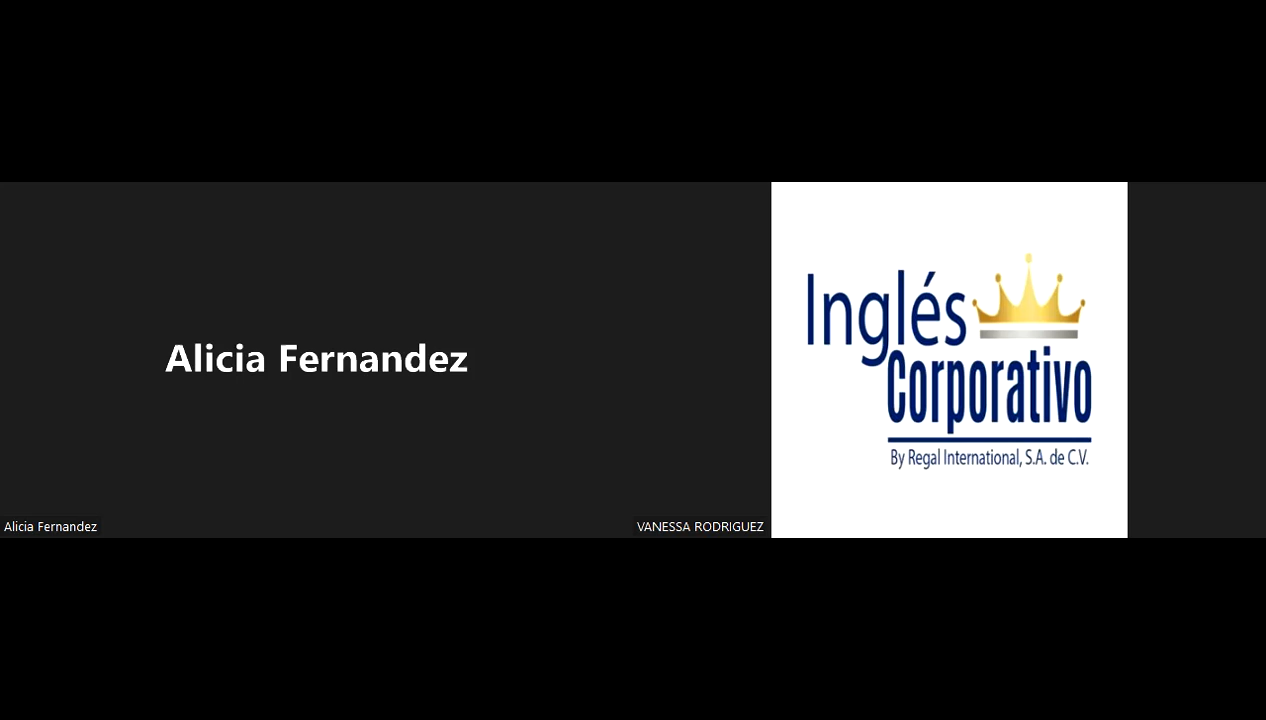 Alicia Fernandez
Alicia Fernandez
VANESSA RODRIGUEZ
Inglés
Corporativo
By Regal International, S.A. de C.V.